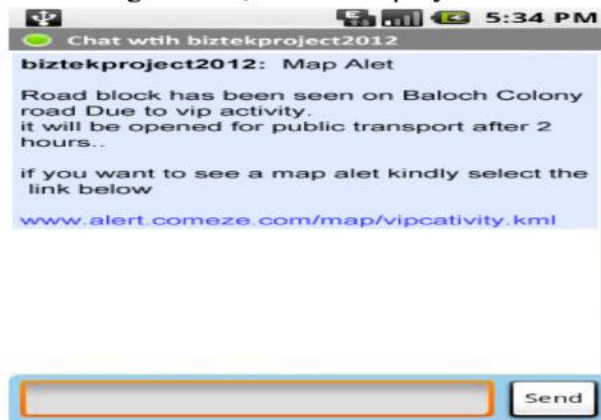 5:34 PM
Chat wtih biztekproject2012
biztekproject2012: Map Alet
Road block has been seen on Baloch Colony
road Due to vip activity.
it will be opened for public transport after 2
hours..
if you want to see a map alet kindly select the
link below
www.alert.comeze.com/map/vipcativity.kml
Send